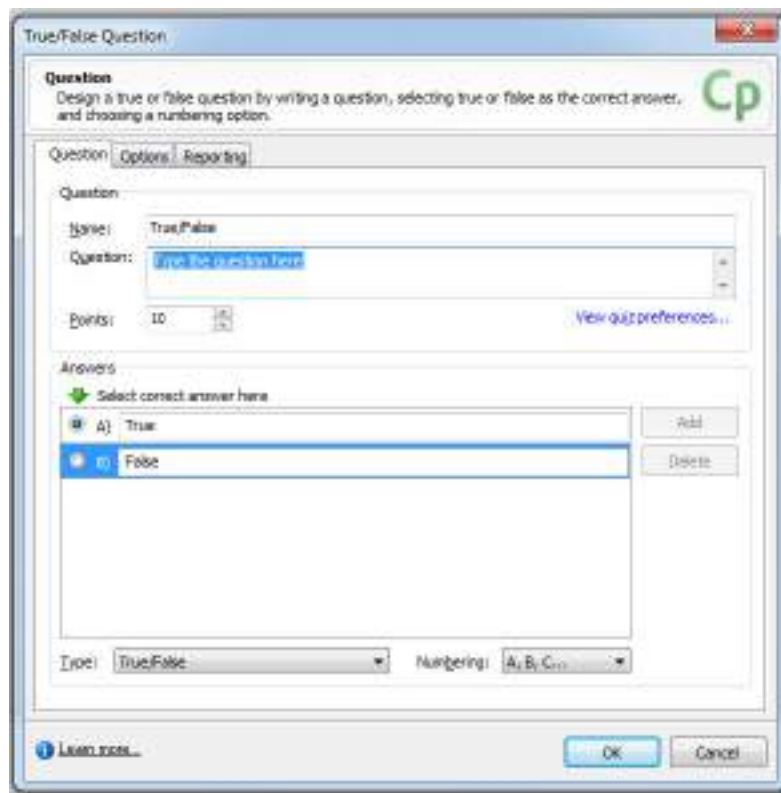 True/False Question
Question
Design a true or false question by writing a question, selecting true or false as the correct answer,
and choosing a numbering option.
Cp
Question Options Reporting
Question
Name: True/False
Question: Type the question here
Points: 10 View quiz preferences...
Answers
Select correct answer here
A) True Add
B) False Delete
Type: True/False Numbering: A, B, C...
Learn more... OK Cancel